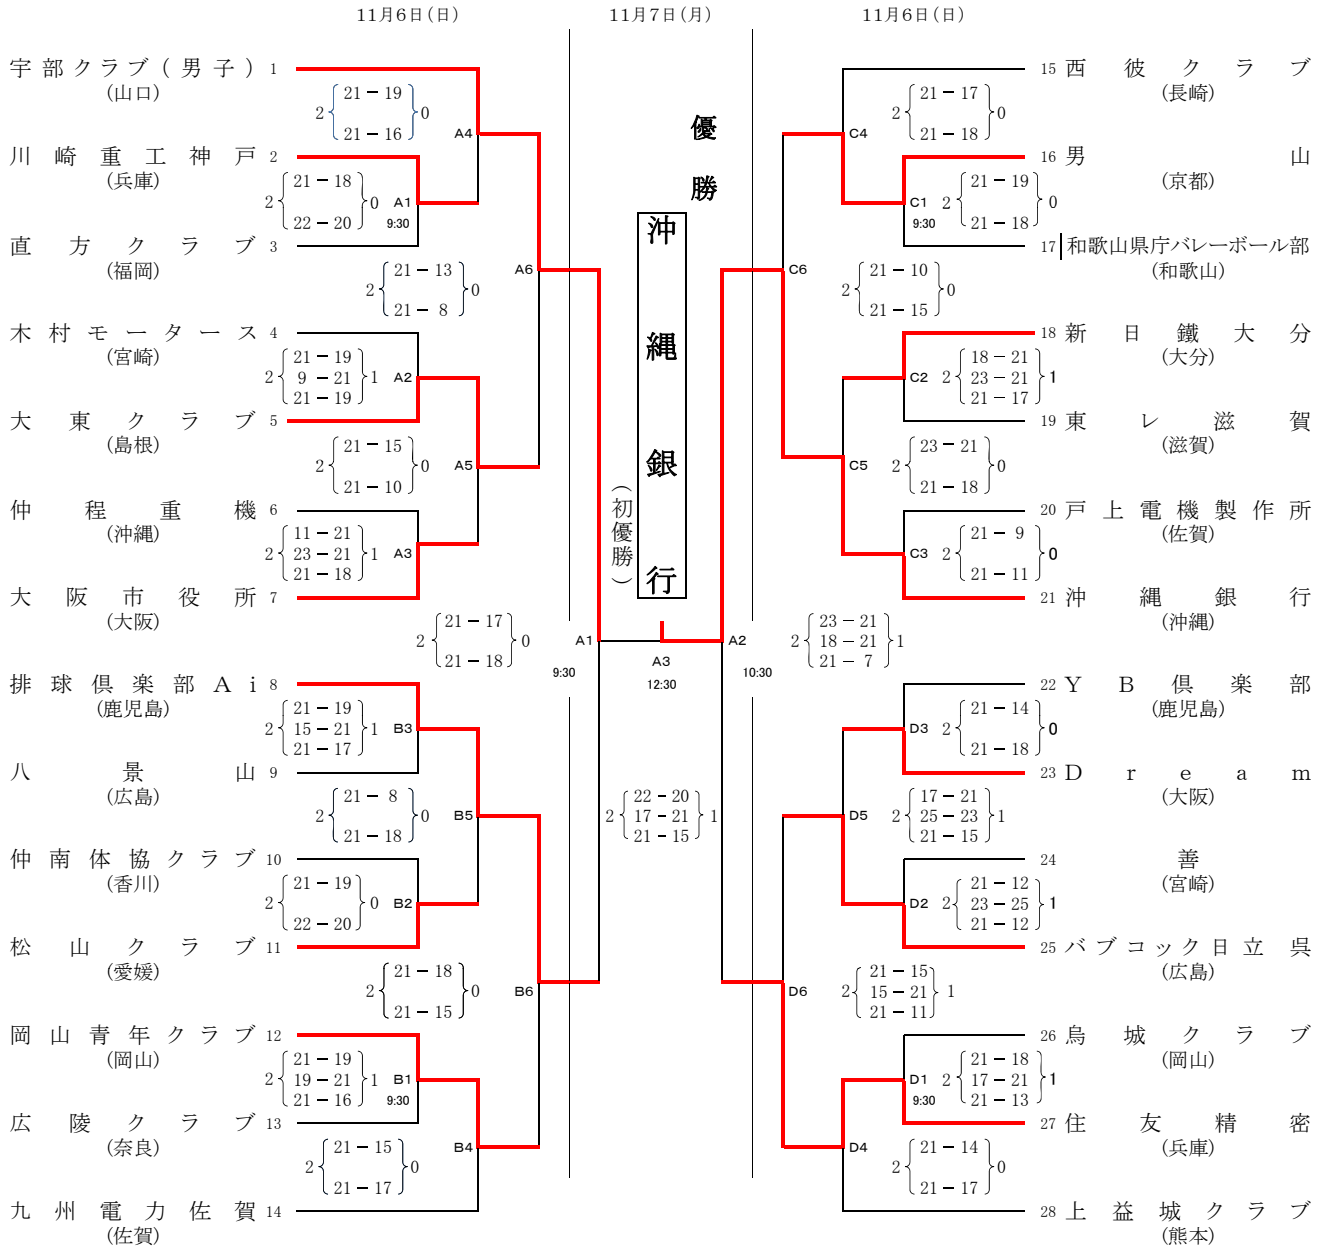 11月6日(日)
11月7日(月)
11月6日(日)
宇部クラブ(男子) 1
(山口)
2 21－19 0
21－16
A4
川崎重工神戸 2
(兵庫)
2 21－18 0
22－20
A1
9:30
直方クラブ 3
(福岡)
2 21－13 0
21－8
A6
木村モータース 4
(宮崎)
21－19
2 9－21 1
21－19
A2
大東クラブ 5
(島根)
2 21－15 0
21－10
A5
仲程重機 6
(沖縄)
11－21
2 23－21 1
21－18
A3
大阪市役所 7
(大阪)
2 21－17 0
21－18
A1
9:30
排球倶楽部Ai 8
(鹿児島)
21－19
2 15－21 1
21－17
B3
八景山 9
(広島)
2 21－8 0
21－18
B5
仲南体協クラブ 10
(香川)
2 21－19 0
22－20
B2
松山クラブ 11
(愛媛)
2 21－18 0
21－15
B6
岡山青年クラブ 12
(岡山)
21－19
2 19－21 1
21－16
B1
9:30
広陵クラブ 13
(奈良)
2 21－15 0
21－17
B4
九州電力佐賀 14
(佐賀)
優勝
沖縄銀行
(初優勝)
A3
12:30
22－20
2 17－21 1
21－15
15 西彼クラブ
(長崎)
C4
2 21－17 0
21－18
16 男山
(京都)
C1
9:30
2 21－19 0
21－18
17 和歌山県庁バレーボール部
(和歌山)
C6
2 21－10 0
21－15
18 新日鐵大分
(大分)
C2
18－21
2 23－21 1
21－17
19 東レ滋賀
(滋賀)
C5
2 23－21 0
21－18
20 戸上電機製作所
(佐賀)
C3
2 21－9 0
21－11
21 沖縄銀行
(沖縄)
A2
10:30
23－21
2 18－21 1
21－7
22 YB倶楽部
(鹿児島)
D3
2 21－14 0
21－18
23 Dream
(大阪)
D5
17－21
2 25－23 1
21－15
24 善
(宮崎)
D2
21－12
2 23－25 1
21－12
25 バブコック日立呉
(広島)
D6
21－15
2 15－21 1
21－11
26 烏城クラブ
(岡山)
D1
9:30
21－18
2 17－21 1
21－13
27 住友精密
(兵庫)
D4
2 21－14 0
21－17
28 上益城クラブ
(熊本)